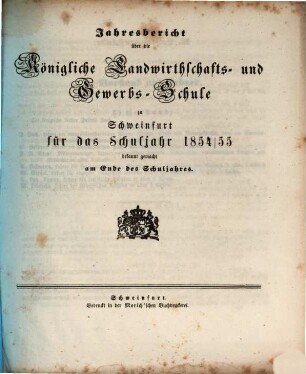 Jahresbericht
über die
Königliche Landwirthschafts- und
Gewerbs-Schule
zu
Schweinfurt
für das Schuljahr 1854/55
bekannt gemacht
am Ende des Schuljahres.
Schweinfurt.
Gedruckt in der Morich'schen Buchdruckerei.